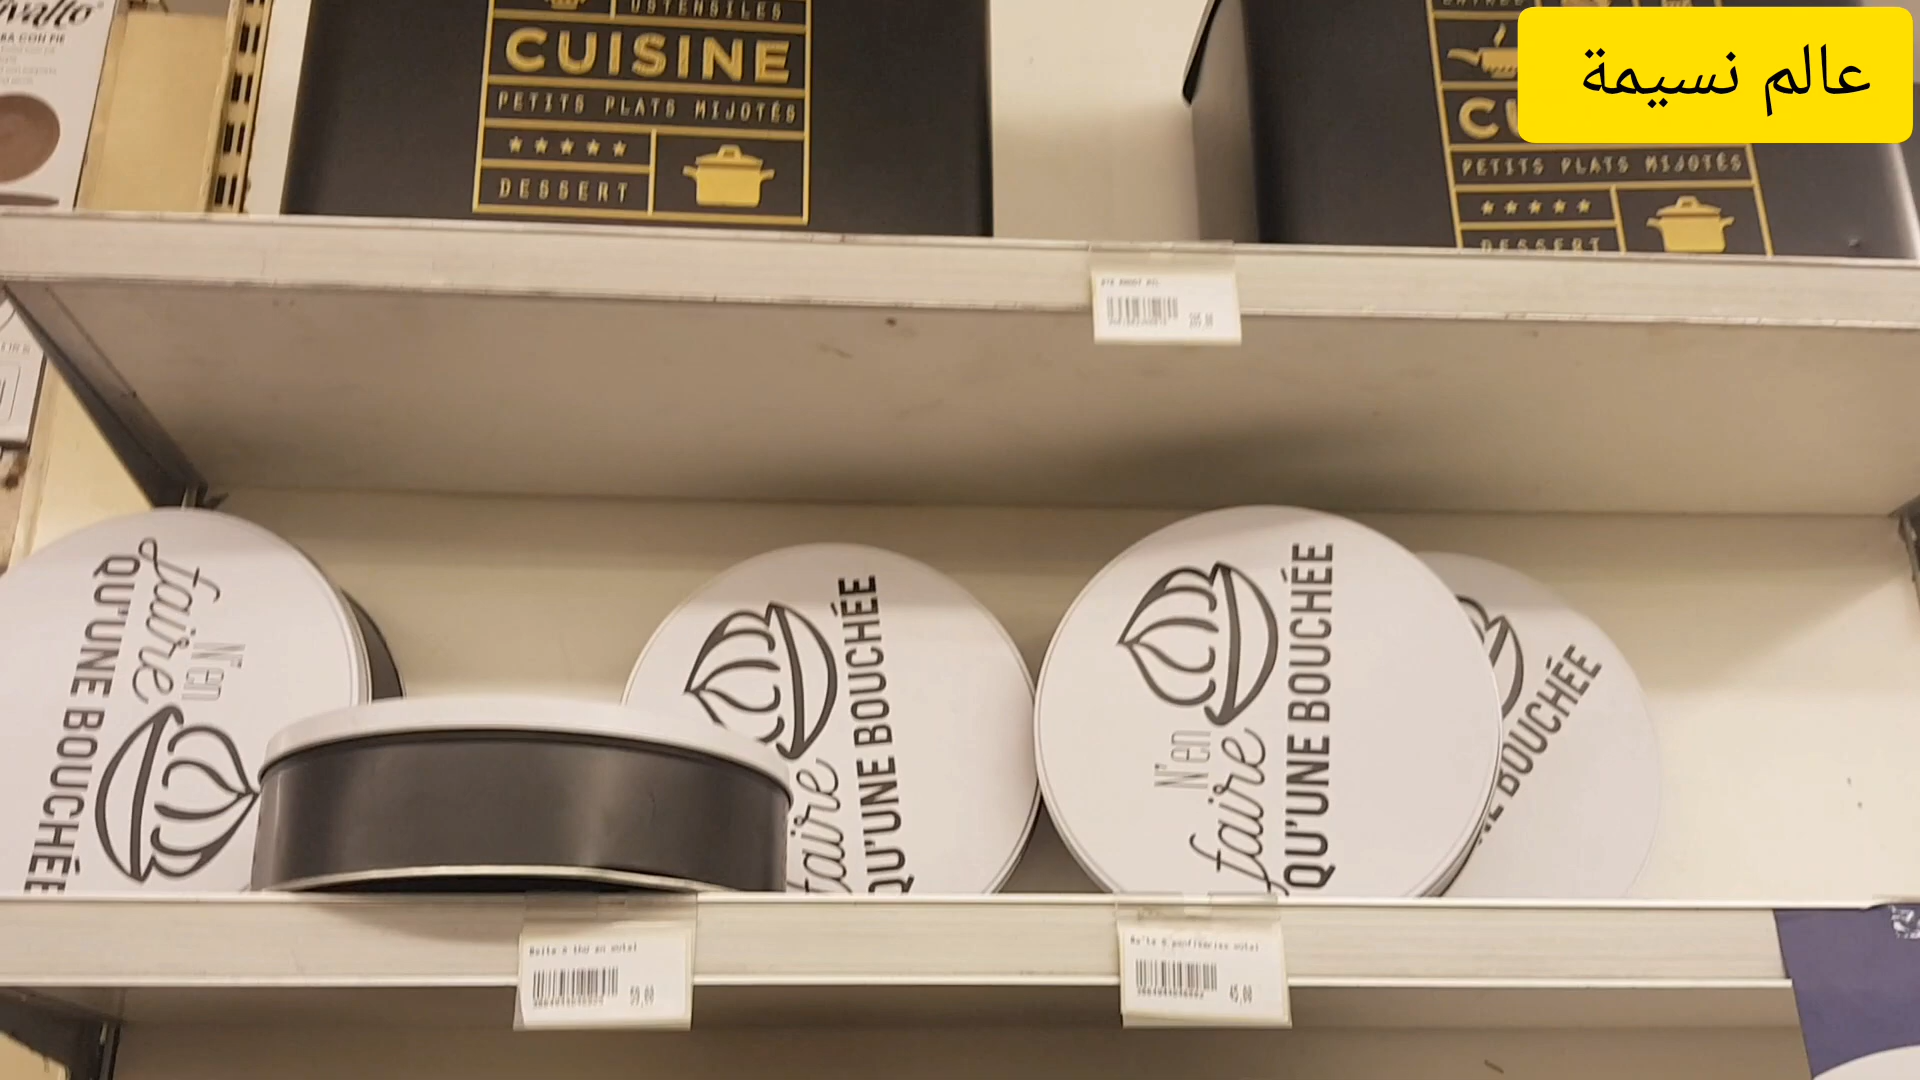 عالم نسيمة
USTENSILES
CUISINE
PETITS PLATS MIJOTÉS
DESSERT
PETITS PLATS MIJOTÉS
DESSERT
N'en
faire
QU'UNE BOUCHÉE
faire
QU'UNE BOUCHÉE
N'en
faire
QU'UNE BOUCHÉE
BOUCHÉE
59,00
45,00